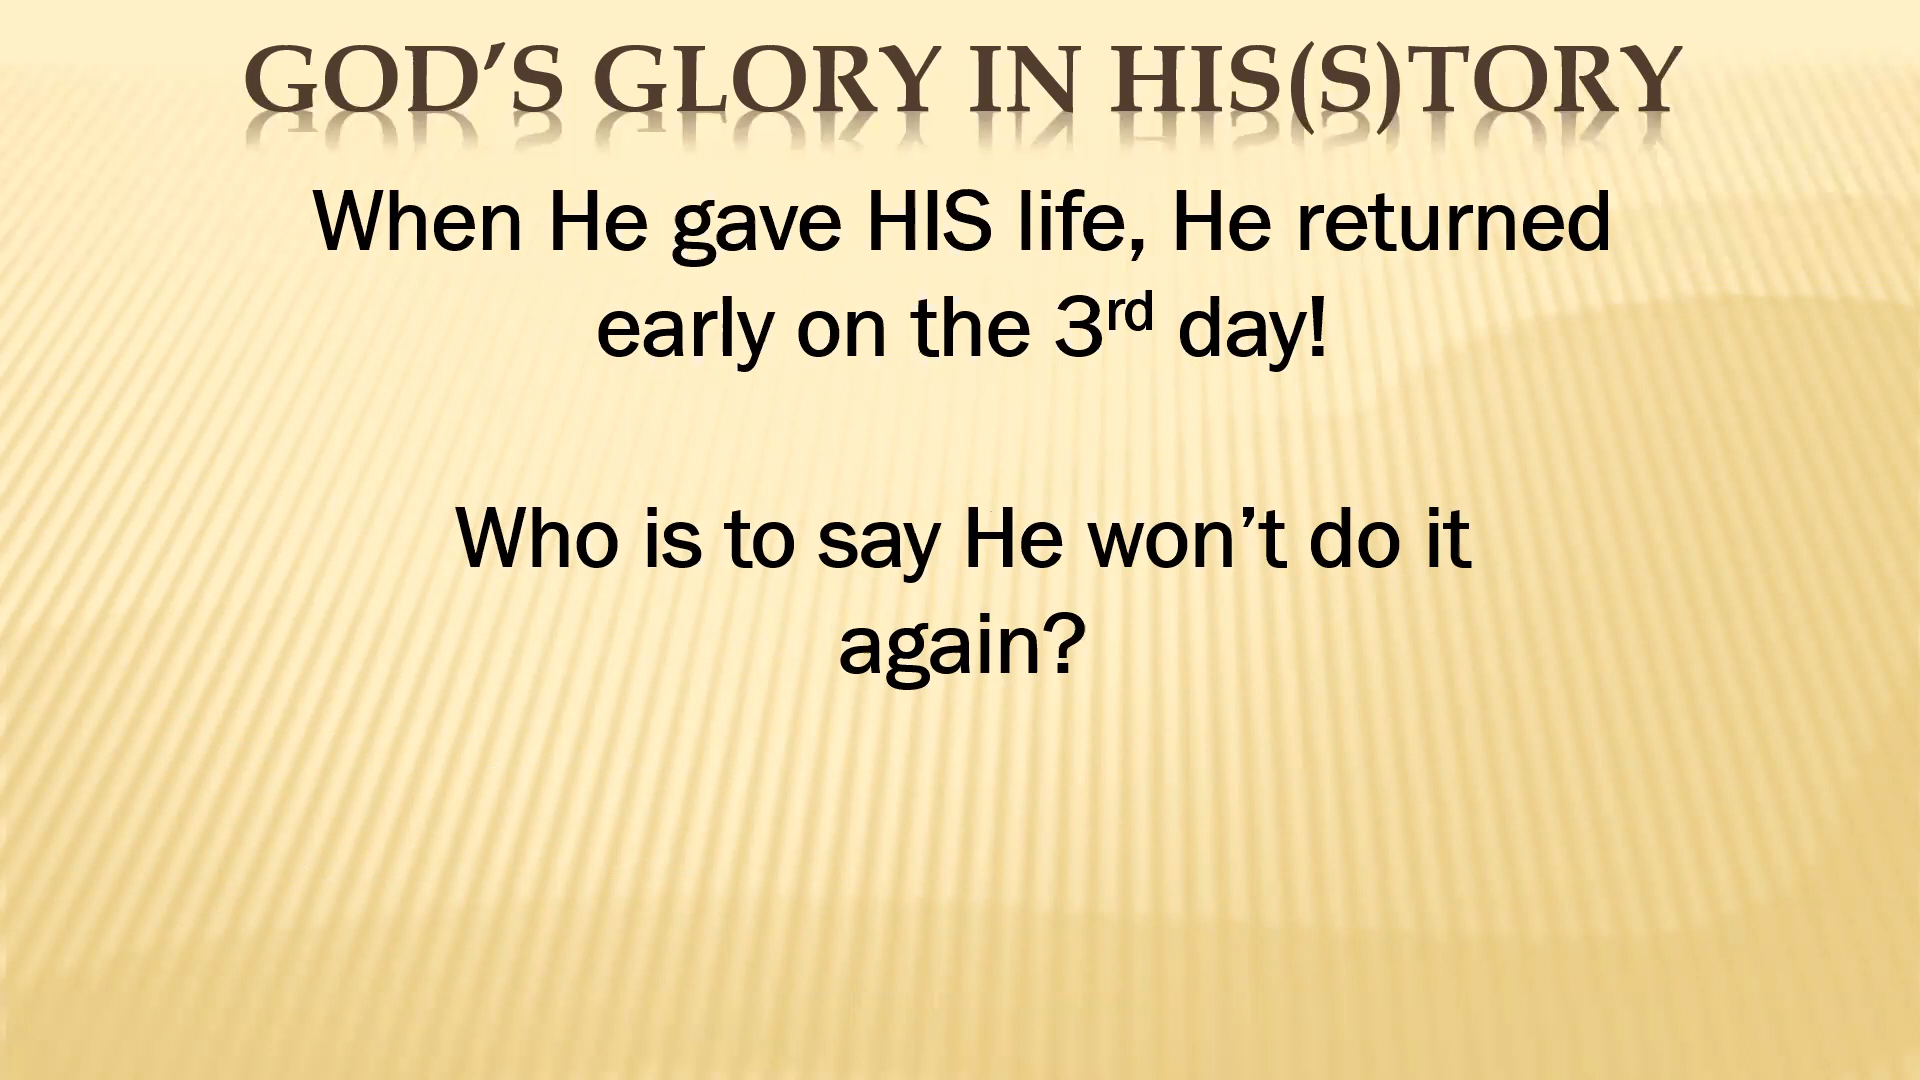 GOD’S GLORY IN HIS(S)TORY
When He gave HIS life, He returned
early on the 3rd day!
Who is to say He won’t do it
again?